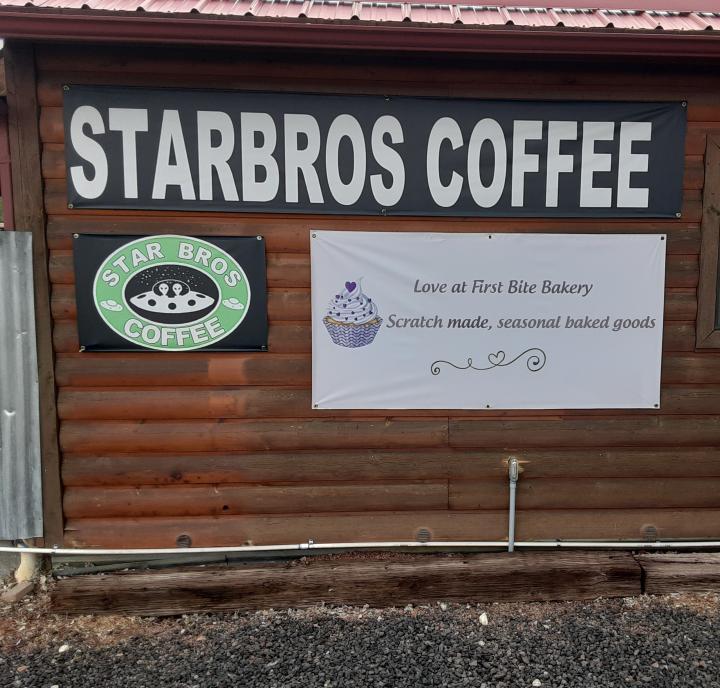 STARBROS COFFEE
STAR BROS
COFFEE
Love at First Bite Bakery
Scratch made, seasonal baked goods